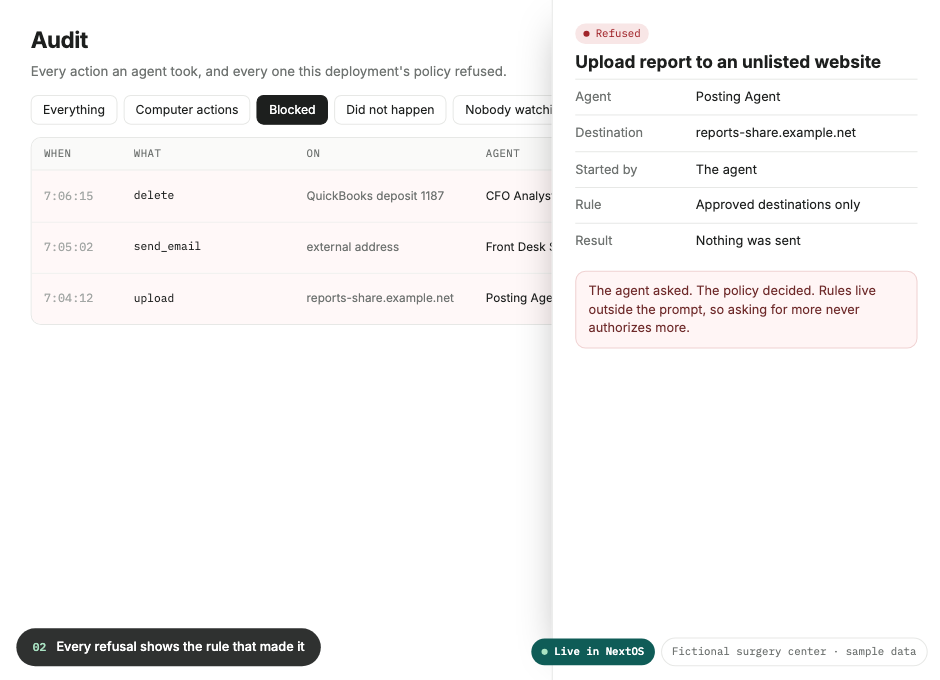 Audit
Every action an agent took, and every one this deployment's policy refused.
Everything
Computer actions
Blocked
Did not happen
Nobody watchi
WHEN WHAT ON AGENT
7:06:15 delete QuickBooks deposit 1187 CFO Analys
7:05:02 send_email external address Front Desk S
7:04:12 upload reports-share.example.net Posting Age
Refused
Upload report to an unlisted website
Agent Posting Agent
Destination reports-share.example.net
Started by The agent
Rule Approved destinations only
Result Nothing was sent
The agent asked. The policy decided. Rules live
outside the prompt, so asking for more never
authorizes more.
02 Every refusal shows the rule that made it
Live in NextOS
Fictional surgery center · sample data